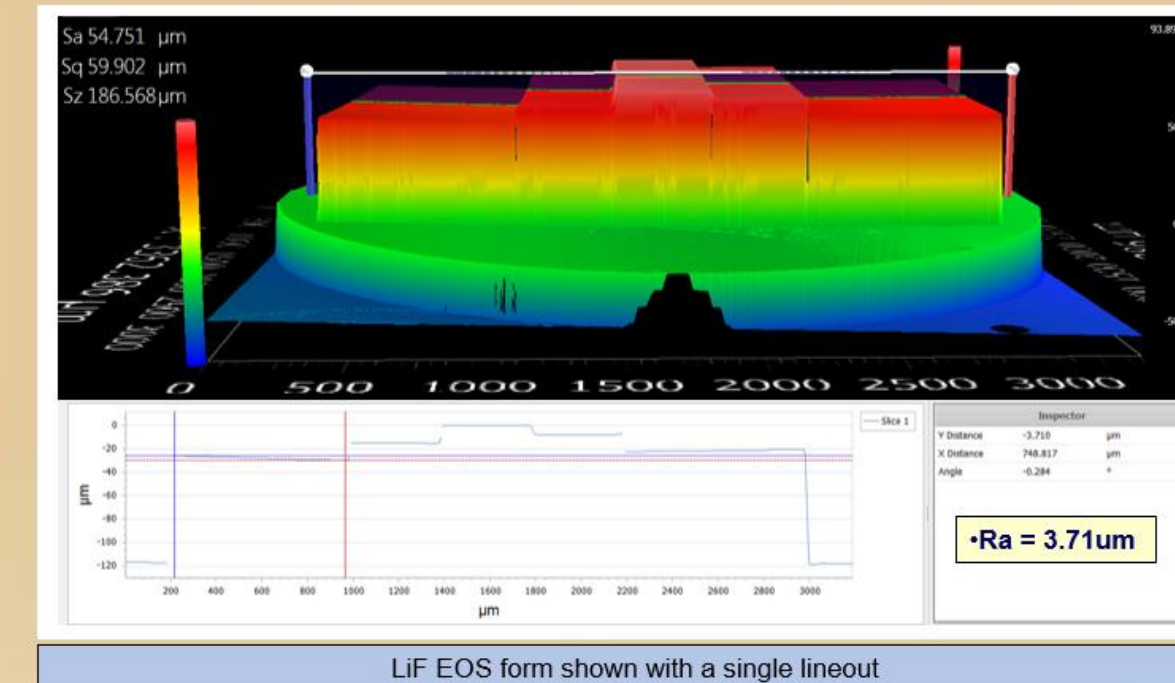 Sa 54.751 µm
Sq 59.902 µm
Sz 186.568µm
93.89
0 500 1000 1500 2000 2500 3000
Slice 1
0
-20
-40
-60
-80
-100
-120
µm
200 400 600 800 1000 1200 1400 1600 1800 2000 2200 2400 2600 2800 3000
µm
Inspector
Y Distance -3.710 µm
X Distance 748.817 µm
Angle -0.284 °
•Ra = 3.71um
LiF EOS form shown with a single lineout